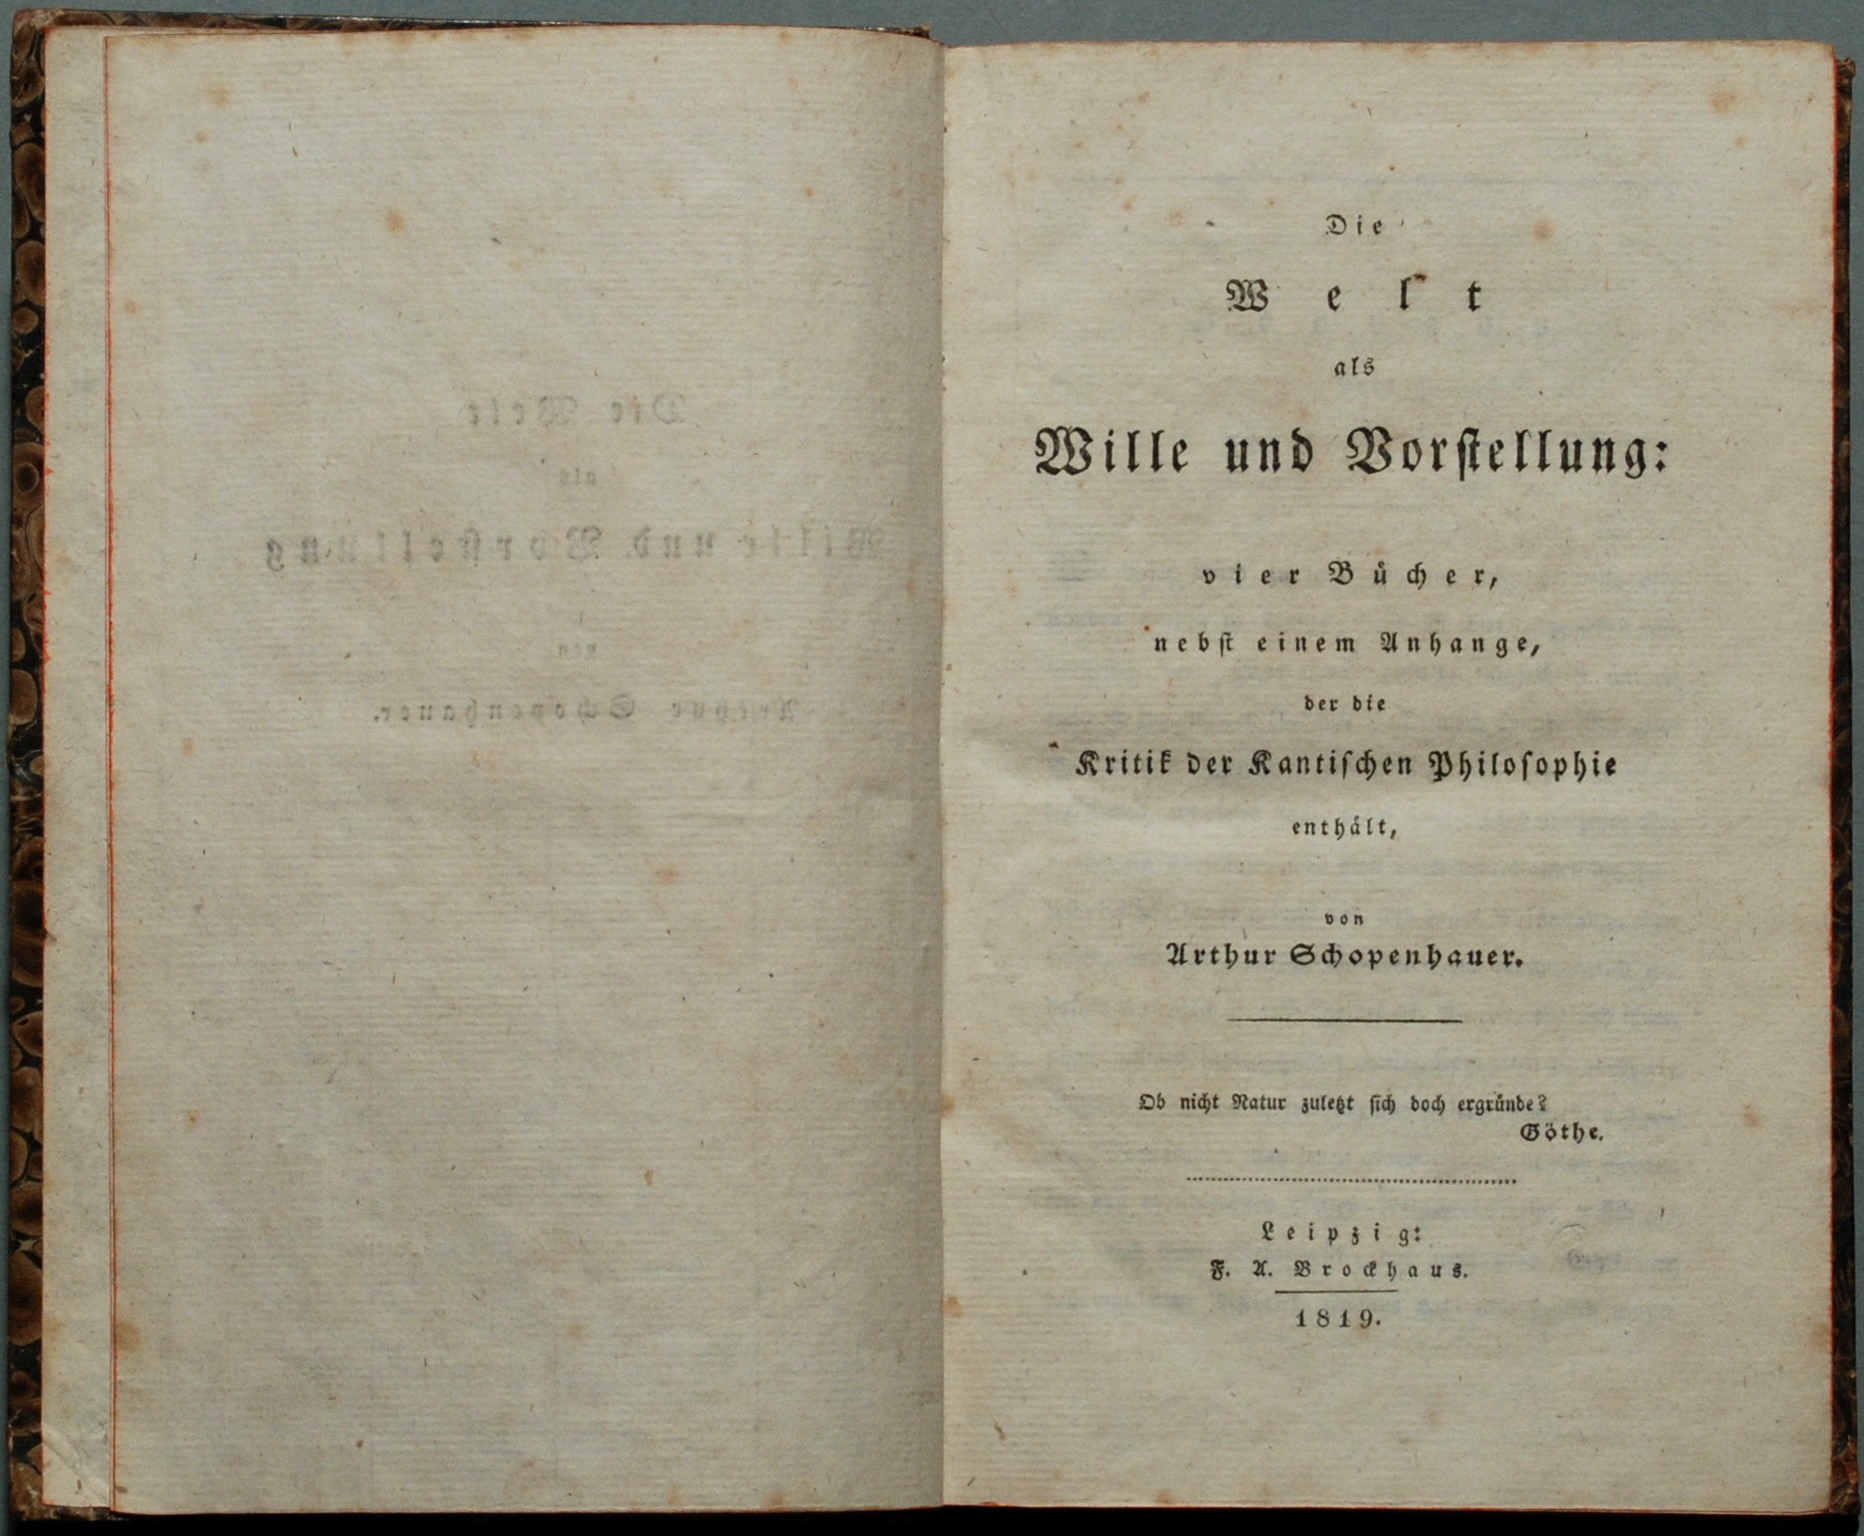 Die
Welt
als
Wille und Vorstellung:
vier Bücher,
nebst einem Anhange,
der die
Kritik der Kantischen Philosophie
enthält,
von
Arthur Schopenhauer.
Ob nicht Natur zuletzt sich doch ergründe?
Göthe.
Leipzig:
F. A. Brockhaus.
1819.